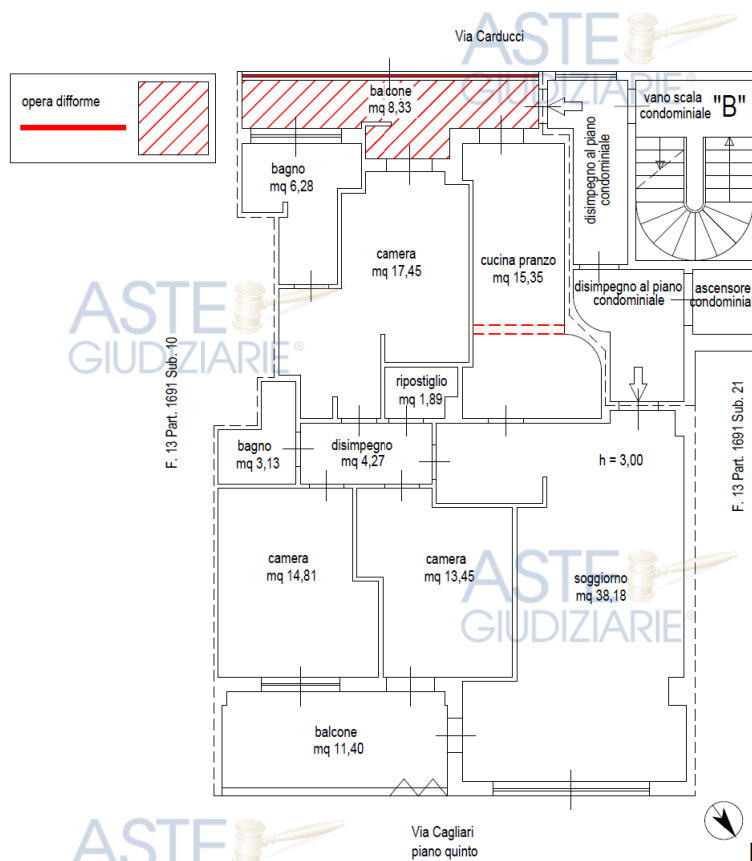 Via Carducci
ASTE
GIUDIZIARIE
opera difforme
balcone
mq 8,33
vano scala
condominiale "B"
disimpegno al piano
condominiale
bagno
mq 6,28
camera
mq 17,45
cucina pranzo
mq 15,35
disimpegno al piano
condominiale
ascensore
condominia
ASTE
GIUDIZIARIE®
F. 13 Part. 1691 Sub. 10
ripostiglio
mq 1,89
F. 13 Part. 1691 Sub. 21
bagno
mq 3,13
disimpegno
mq 4,27
h = 3,00
camera
mq 14,81
camera
mq 13,45
soggiorno
mq 38,18
ASTE
GIUDIZIARIE®
balcone
mq 11,40
Via Cagliari
piano quinto
ASTE